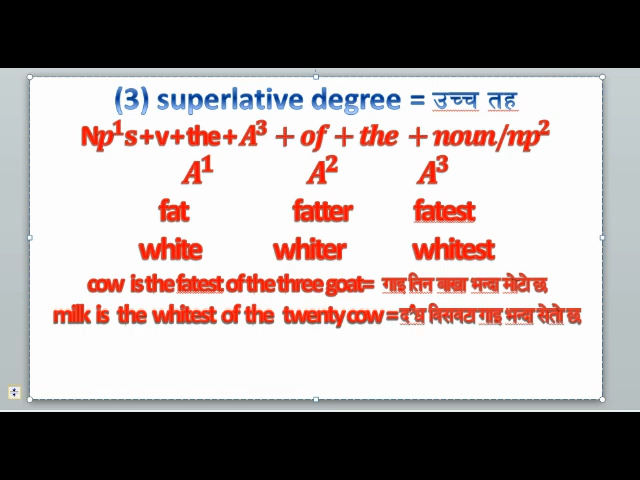 (3) superlative degree = उच्च तह
Np¹s+v+the+A³ + of + the + noun/np²
A¹ A² A³
fat fatter fatest
white whiter whitest
cow is the fatest of the three goat= गाइ तिन बाखा भन्दा मोटो छ
milk is the whitest of the twenty cow = द'ध विसवटा गाइ भन्दा सेतो छ